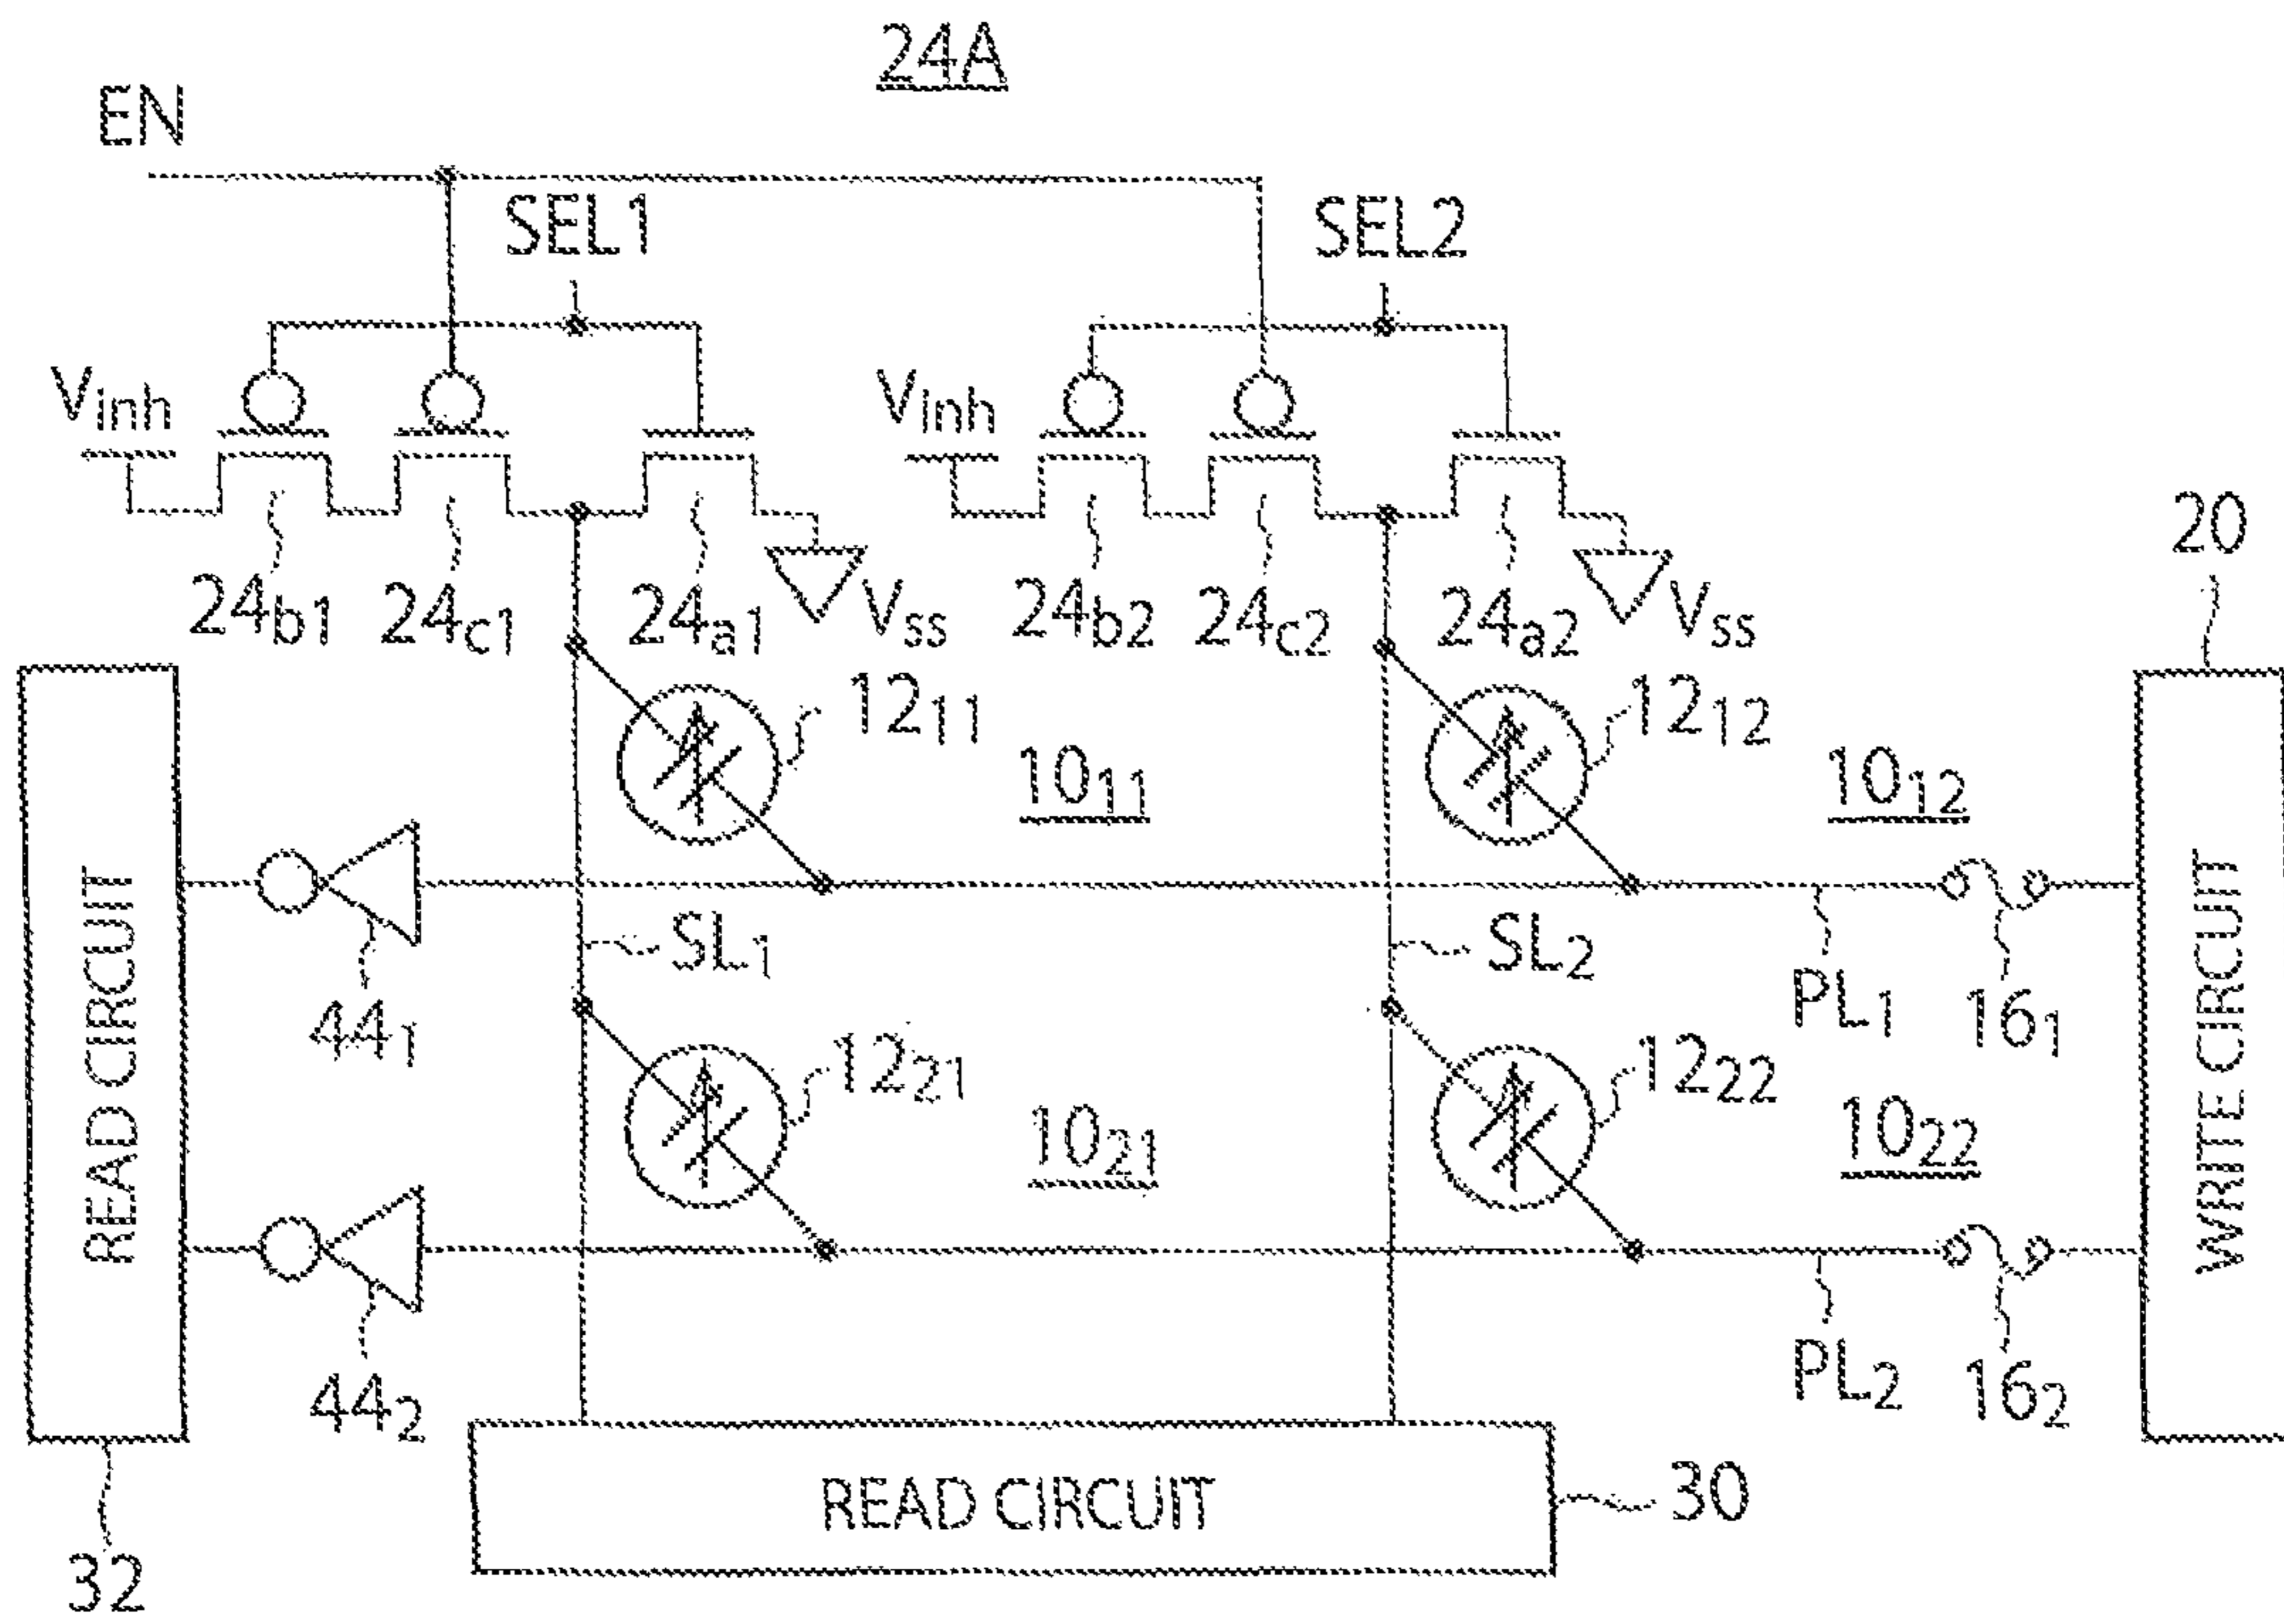 24A
EN
SEL1 SEL2
Vinh Vinh
24b1 24c1 24a1 Vss 24b2 24c2 24a2 Vss
20
1211 1212
1011 1012
READ CIRCUIT
WRITE CIRCUIT
SL1 SL2
441 PL1 161
1221 1222
1021 1022
442 PL2 162
READ CIRCUIT 30
32